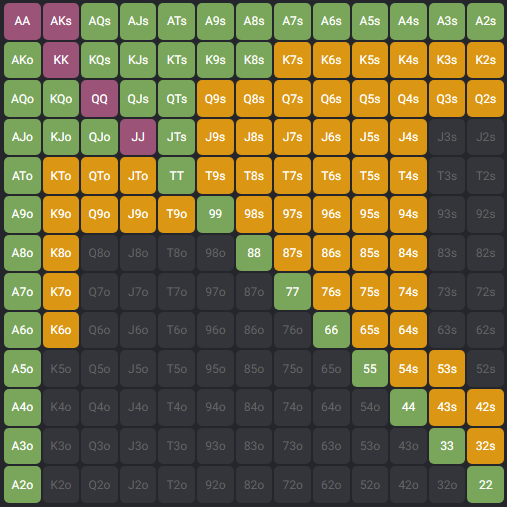 AA AKs AQs AJs ATs A9s A8s A7s A6s A5s A4s A3s A2s
AKo KK KQs KJs KTs K9s K8s K7s K6s K5s K4s K3s K2s
AQo KQo QQ QJs QTs Q9s Q8s Q7s Q6s Q5s Q4s Q3s Q2s
AJo KJo QJo JJ JTs J9s J8s J7s J6s J5s J4s J3s J2s
ATo KTo QTo JTo TT T9s T8s T7s T6s T5s T4s T3s T2s
A9o K9o Q9o J9o T9o 99 98s 97s 96s 95s 94s 93s 92s
A8o K8o Q8o J8o T8o 98o 88 87s 86s 85s 84s 83s 82s
A7o K7o Q7o J7o T7o 97o 87o 77 76s 75s 74s 73s 72s
A6o K6o Q6o J6o T6o 96o 86o 76o 66 65s 64s 63s 62s
A5o K5o Q5o J5o T5o 95o 85o 75o 65o 55 54s 53s 52s
A4o K4o Q4o J4o T4o 94o 84o 74o 64o 54o 44 43s 42s
A3o K3o Q3o J3o T3o 93o 83o 73o 63o 53o 43o 33 32s
A2o K2o Q2o J2o T2o 92o 82o 72o 62o 52o 42o 32o 22